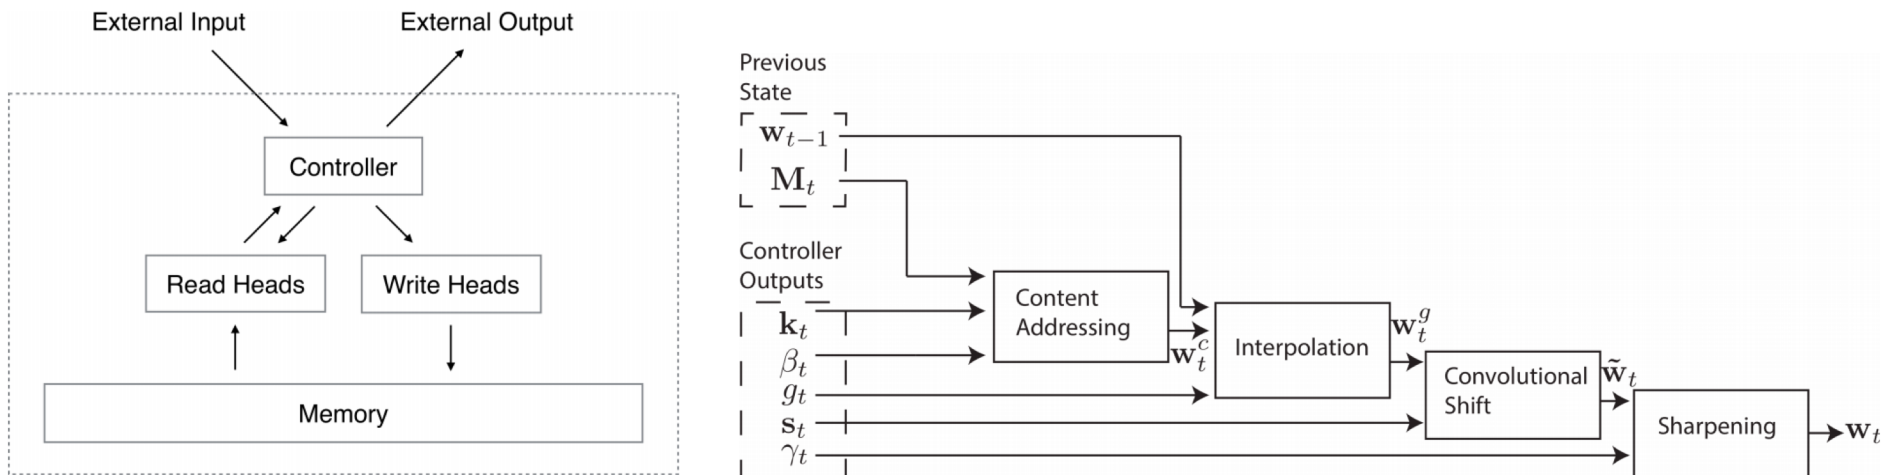 External Input
External Output
Controller
Read Heads
Write Heads
Memory
Previous
State
w_{t−1}
M_t
Controller
Outputs
k_t
β_t
g_t
s_t
γ_t
Content
Addressing
w_t^c
Interpolation
w_t^g
Convolutional
Shift
w̃_t
Sharpening
w_t